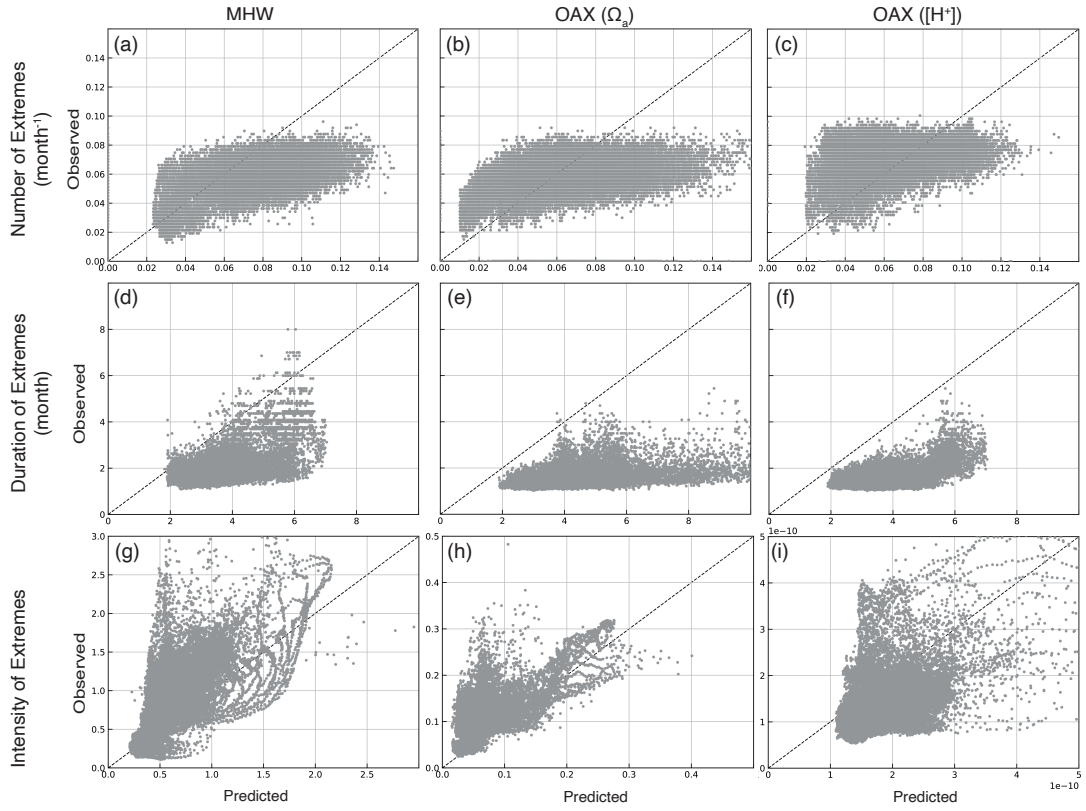 MHW OAX (Ωa) OAX ([H+])
(a) (b) (c)
Number of Extremes
(month-1)
Observed
0.14
0.12
0.10
0.08
0.06
0.04
0.02
0.00
0.00 0.02 0.04 0.06 0.08 0.10 0.12 0.14
0.00 0.02 0.04 0.06 0.08 0.10 0.12 0.14 0.16
0.00 0.02 0.04 0.06 0.08 0.10 0.12 0.14
(d) (e) (f)
Duration of Extremes
(month)
Observed
8
6
4
2
0
0 2 4 6 8
0 2 4 6 8
0 2 4 6 8
(g) (h) (i)
Intensity of Extremes
Observed
3.0
2.5
2.0
1.5
1.0
0.5
0.0
0.0 0.5 1.0 1.5 2.0 2.5
0.5
0.4
0.3
0.2
0.1
0.0
0.0 0.1 0.2 0.3 0.4
1e−10
5
4
3
2
1
0
0 1 2 3 4 5
1e−10
Predicted Predicted Predicted